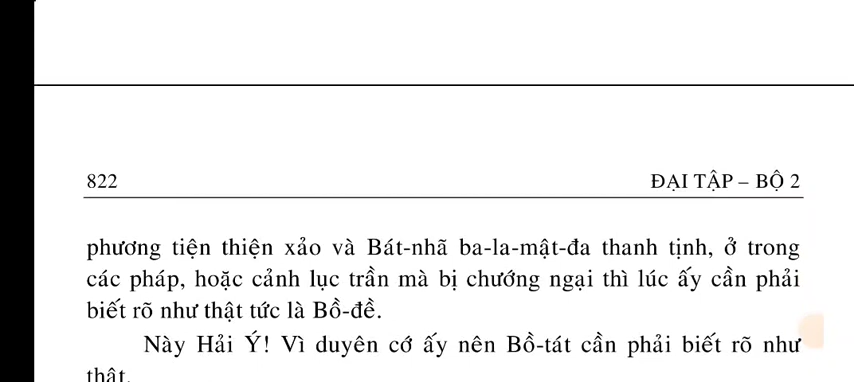 822
ĐẠI TẬP – BỘ 2
phương tiện thiện xảo và Bát-nhã ba-la-mật-đa thanh tịnh, ở trong
các pháp, hoặc cảnh lục trần mà bị chướng ngại thì lúc ấy cần phải
biết rõ như thật tức là Bồ-đề.
Này Hải Ý! Vì duyên cớ ấy nên Bồ-tát cần phải biết rõ như
thật.